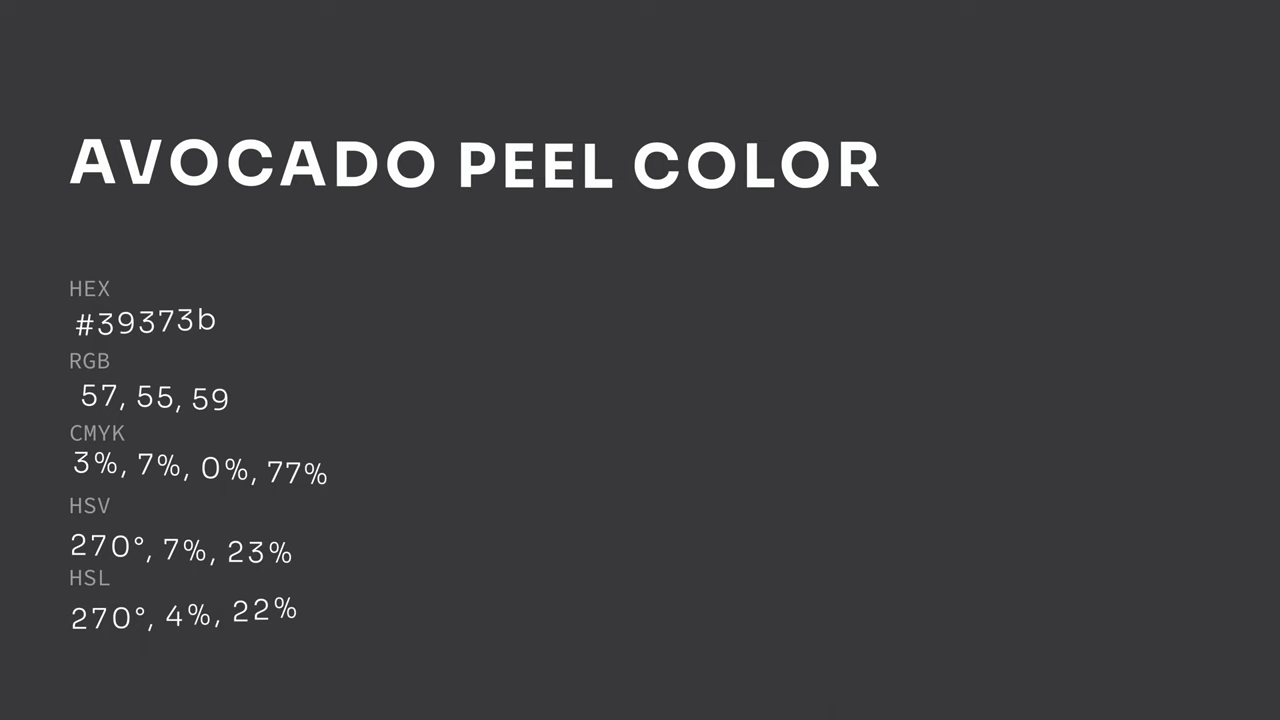 AVOCADO PEEL COLOR
HEX
#39373b
RGB
57, 55, 59
CMYK
3%, 7%, 0%, 77%
HSV
270°, 7%, 23%
HSL
270°, 4%, 22%